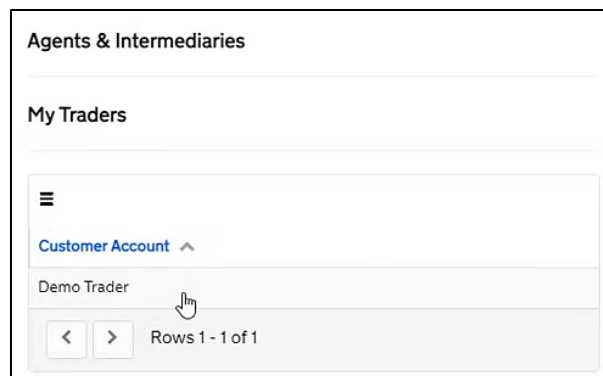 Agents & Intermediaries
My Traders
Customer Account
Demo Trader
Rows 1 - 1 of 1